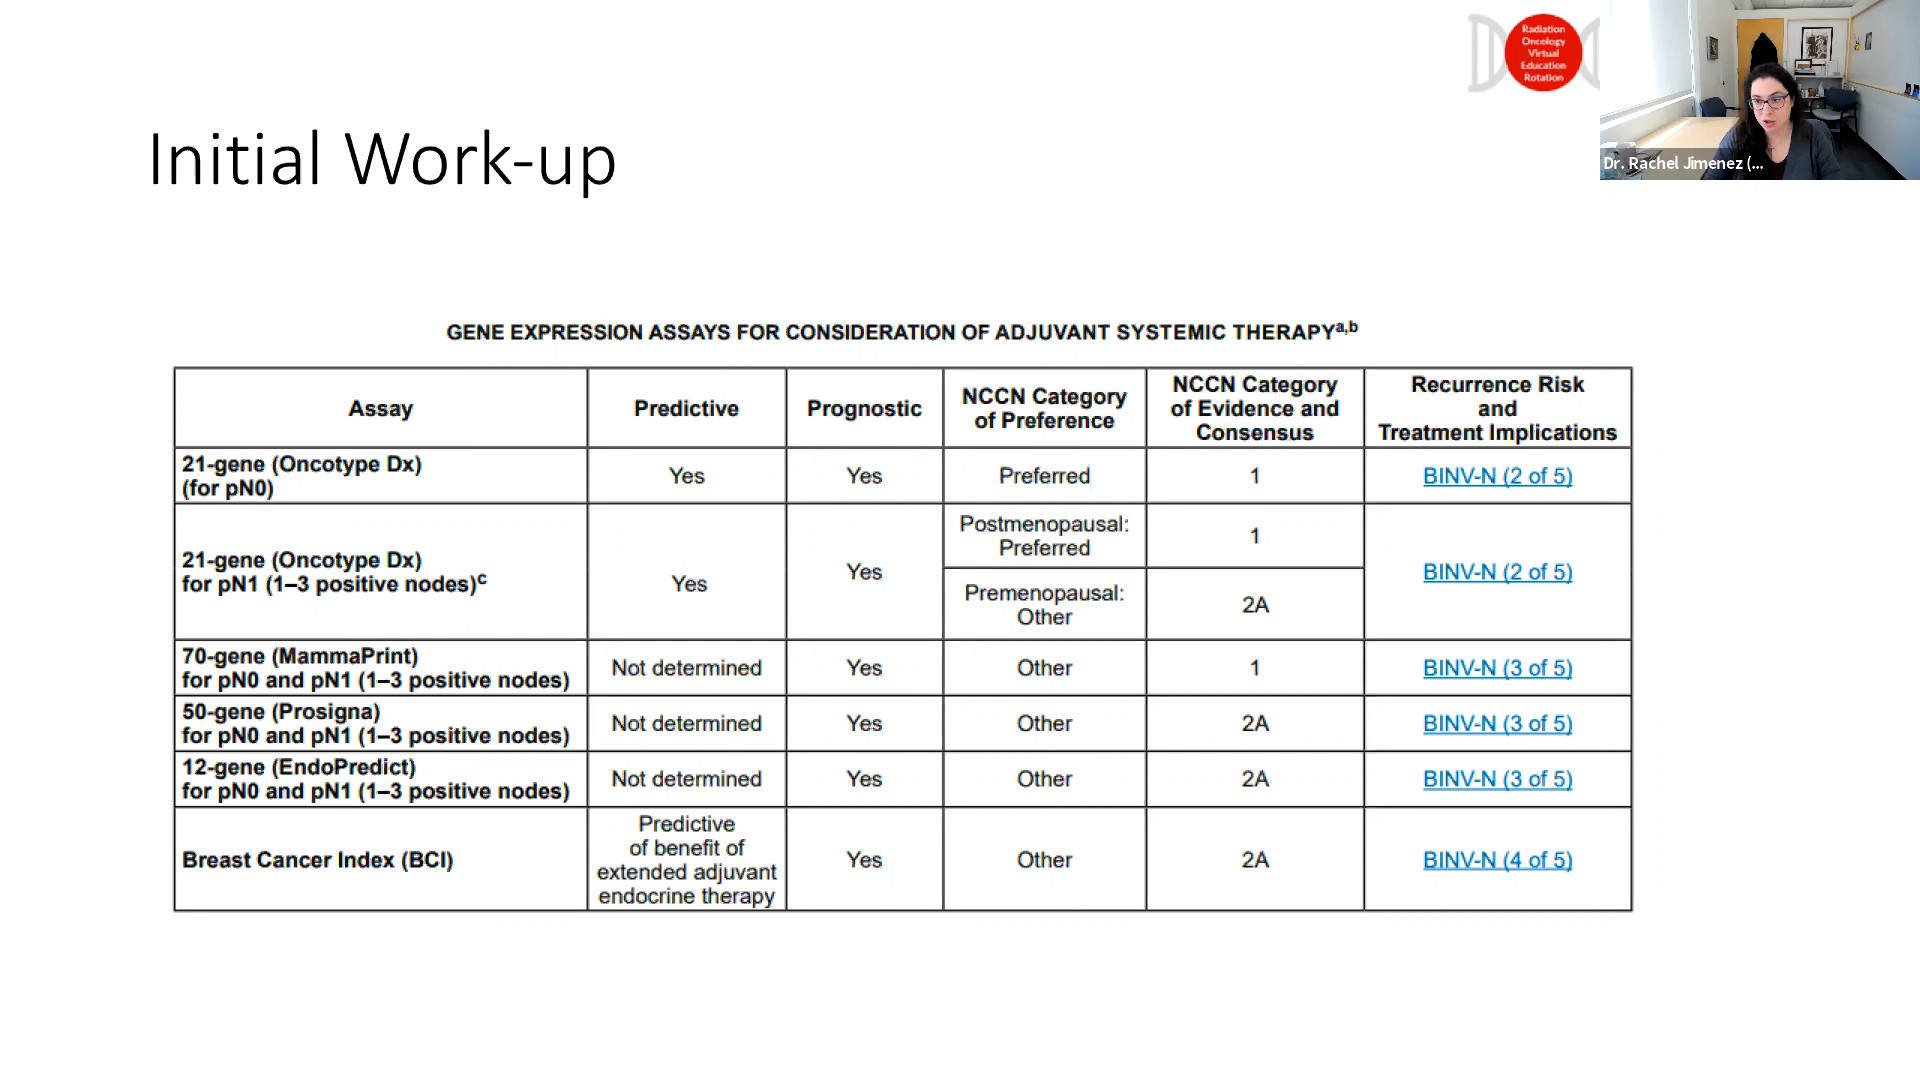 Radiation
Oncology
Virtual
Education
Rotation
Dr. Rachel Jimenez (...
Initial Work-up
GENE EXPRESSION ASSAYS FOR CONSIDERATION OF ADJUVANT SYSTEMIC THERAPYa,b
Assay
Predictive
Prognostic
NCCN Category
of Preference
NCCN Category
of Evidence and
Consensus
Recurrence Risk
and
Treatment Implications
21-gene (Oncotype Dx)
(for pN0)
Yes
Yes
Preferred
1
BINV-N (2 of 5)
21-gene (Oncotype Dx)
for pN1 (1–3 positive nodes)c
Yes
Yes
Postmenopausal:
Preferred
1
Premenopausal:
Other
2A
BINV-N (2 of 5)
70-gene (MammaPrint)
for pN0 and pN1 (1–3 positive nodes)
Not determined
Yes
Other
1
BINV-N (3 of 5)
50-gene (Prosigna)
for pN0 and pN1 (1–3 positive nodes)
Not determined
Yes
Other
2A
BINV-N (3 of 5)
12-gene (EndoPredict)
for pN0 and pN1 (1–3 positive nodes)
Not determined
Yes
Other
2A
BINV-N (3 of 5)
Breast Cancer Index (BCI)
Predictive
of benefit of
extended adjuvant
endocrine therapy
Yes
Other
2A
BINV-N (4 of 5)